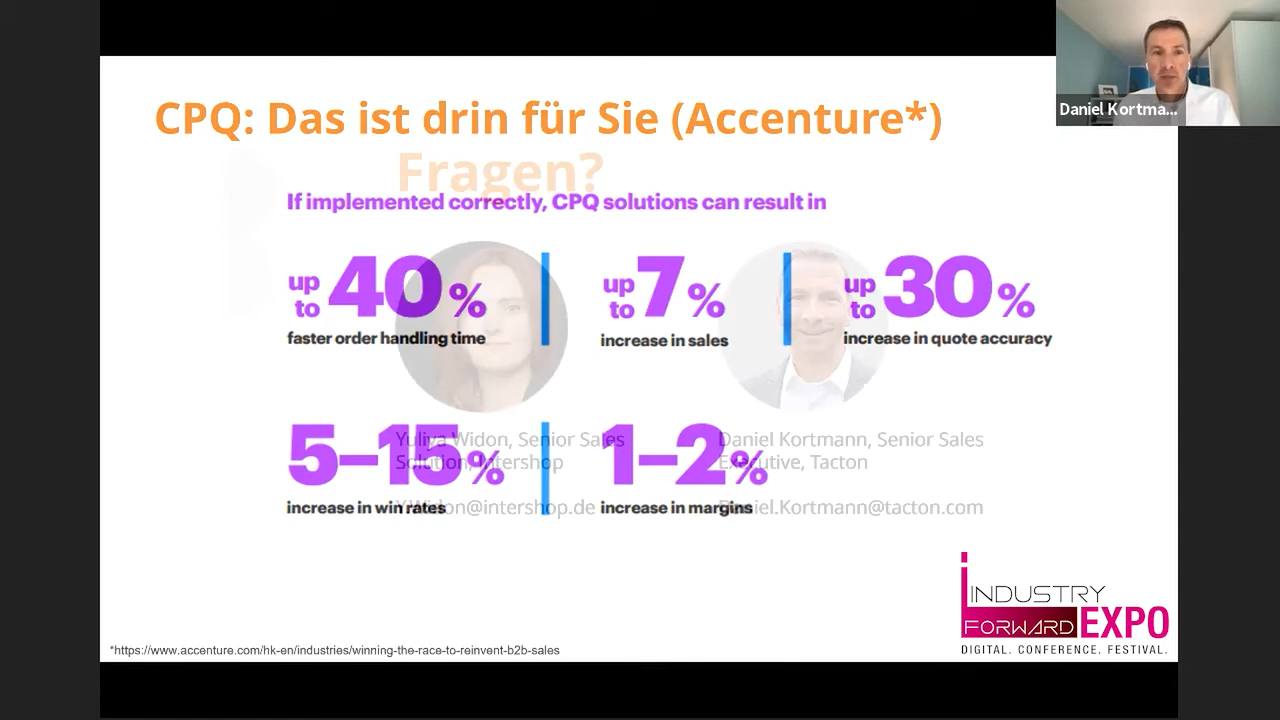 CPQ: Das ist drin für Sie (Accenture*)
Fragen?
If implemented correctly, CPQ solutions can result in
up to 40%
faster order handling time
up to 7%
increase in sales
up to 30%
increase in quote accuracy
5–15%
increase in win rates
1–2%
increase in margins
Yuliya Widon, Senior Sales
Solution, Intershop
Y.Widon@intershop.de
Daniel Kortmann, Senior Sales
Executive, Tacton
Daniel.Kortmann@tacton.com
INDUSTRY
FORWARD EXPO
DIGITAL. CONFERENCE. FESTIVAL.
*https://www.accenture.com/hk-en/industries/winning-the-race-to-reinvent-b2b-sales
Daniel Kortma...